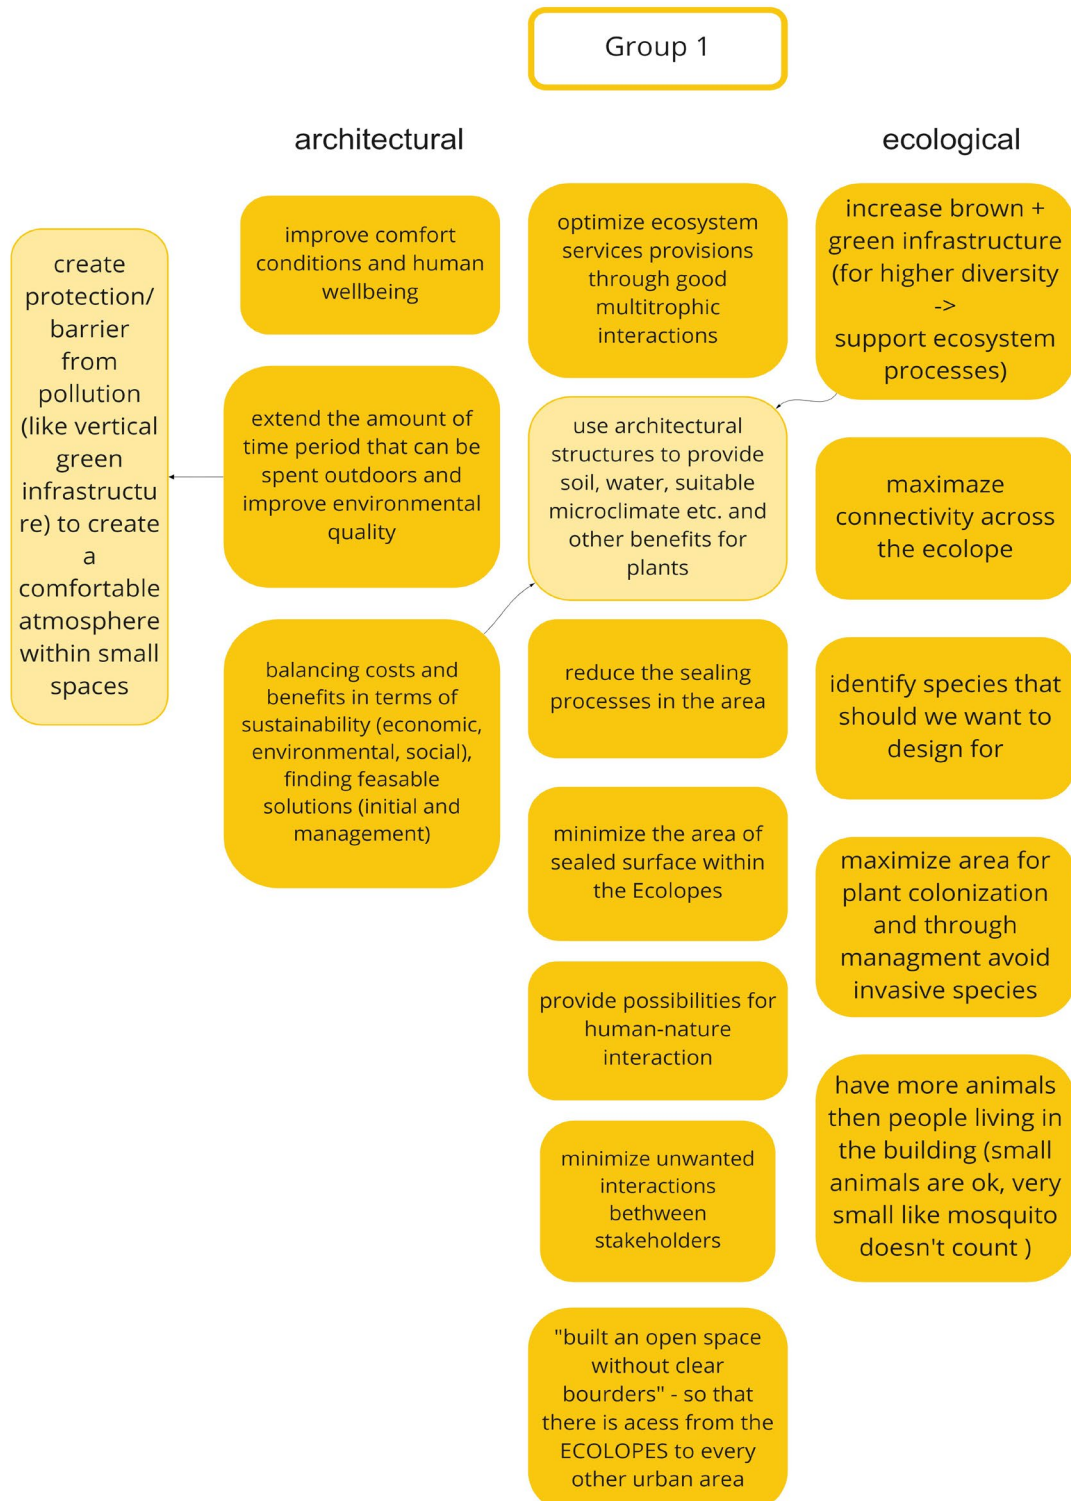 Group 1
architectural
ecological
create
protection/
barrier
from
pollution
(like vertical
green
infrastructu
re) to create
a
comfortable
atmosphere
within small
spaces
improve comfort
conditions and human
wellbeing
extend the amount of
time period that can be
spent outdoors and
improve environmental
quality
balancing costs and
benefits in terms of
sustainability (economic,
environmental, social),
finding feasable
solutions (initial and
management)
optimize ecosystem
services provisions
through good
multitrophic
interactions
use architectural
structures to provide
soil, water, suitable
microclimate etc. and
other benefits for
plants
reduce the sealing
processes in the area
minimize the area of
sealed surface within
the Ecolopes
provide possibilities for
human-nature
interaction
minimize unwanted
interactions
bethween
stakeholders
"built an open space
without clear
bourders" - so that
there is acess from the
ECOLOPES to every
other urban area
increase brown +
green infrastructure
(for higher diversity
->
support ecosystem
processes)
maximaze
connectivity across
the ecolope
identify species that
should we want to
design for
maximize area for
plant colonization
and through
managment avoid
invasive species
have more animals
then people living in
the building (small
animals are ok, very
small like mosquito
doesn't count )